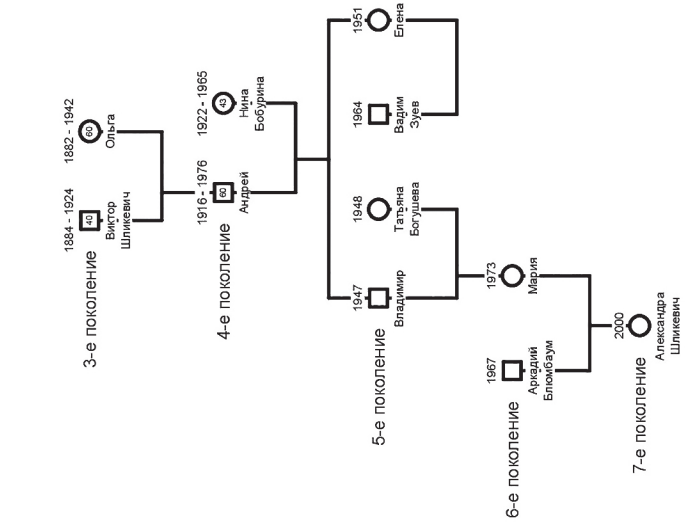 3-е поколение
1884 - 1924
40
Виктор
Шликевич
1882 - 1942
60
Ольга
4-е поколение
1916 - 1976
60
Андрей
1922 - 1965
43
Нина
Бобурина
5-е поколение
1947
Владимир
1948
Татьяна
Богушева
1964
Вадим
Зуев
1951
Елена
6-е поколение
1967
Аркадий
Блюмбаум
1973
Мария
7-е поколение
2000
Александра
Шликевич